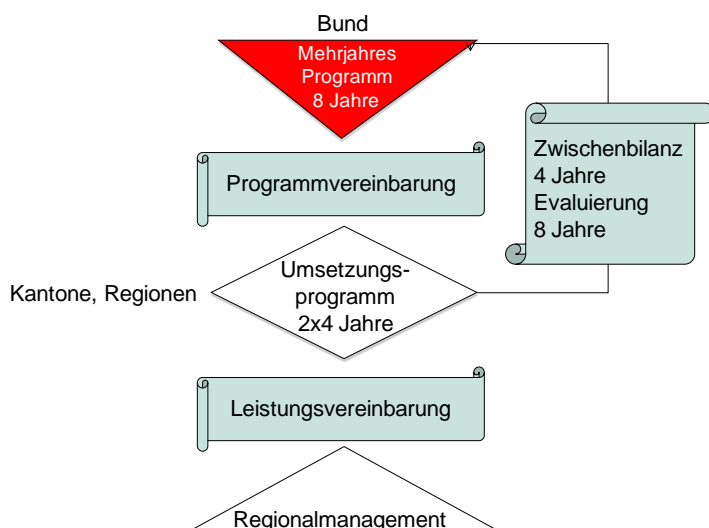 Bund
Mehrjahres
Programm
8 Jahre
Zwischenbilanz
4 Jahre
Evaluierung
8 Jahre
Programmvereinbarung
Umsetzungs-
programm
2x4 Jahre
Kantone, Regionen
Leistungsvereinbarung
Regionalmanagement